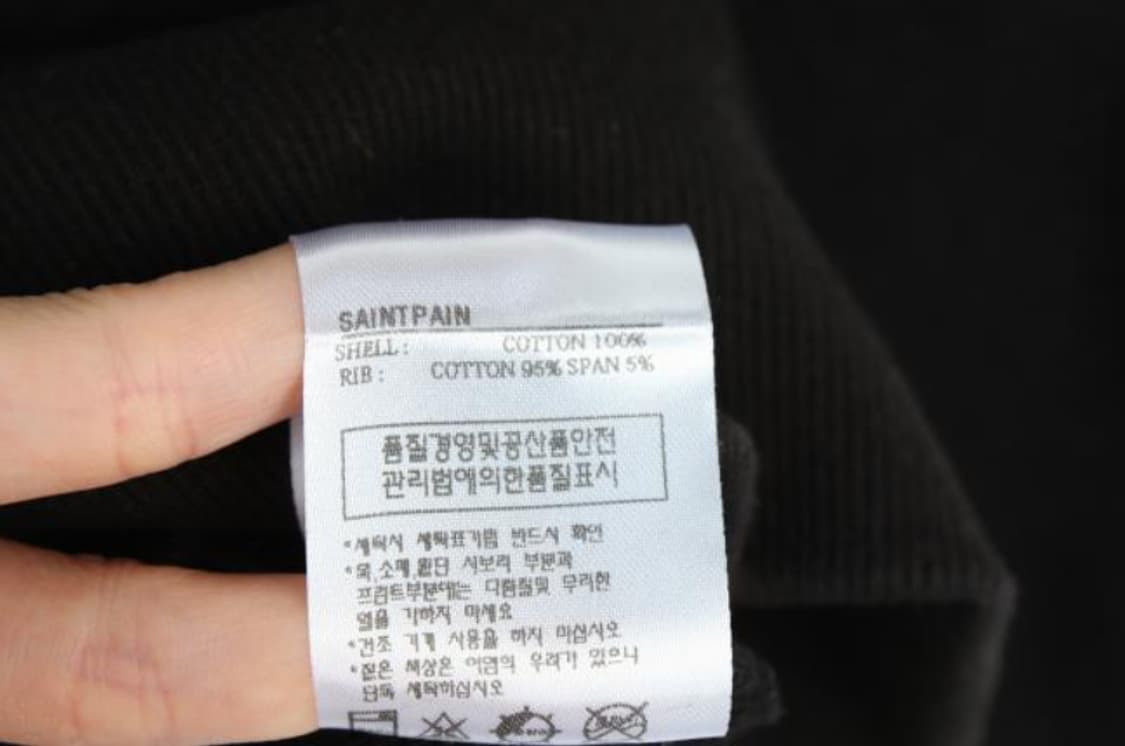 SAINTPAIN
SHELL: COTTON 100%
RIB: COTTON 95% SPAN 5%
품질경영및공산품안전
관리법에의한품질표시
*세탁시 세탁표기법 반드시 확인
*목,소매,밑단 시보리 부분과
프린트부분에는 다림질및 무리한
열을 가하지 마세요
*건조 기계 사용을 하지 마십시오
*짙은 색상은 이염의 우려가 있으니
단독 세탁하십시오